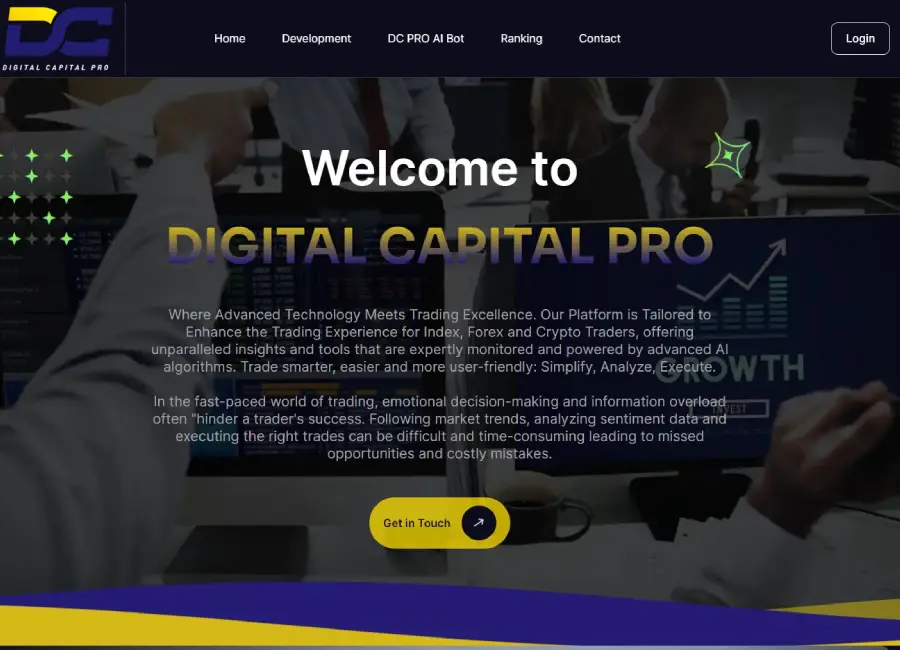 DIGITAL CAPITAL PRO
Home
Development
DC PRO AI Bot
Ranking
Contact
Login
Welcome to
DIGITAL CAPITAL PRO
Where Advanced Technology Meets Trading Excellence. Our Platform is Tailored to
Enhance the Trading Experience for Index, Forex and Crypto Traders, offering
unparalleled insights and tools that are expertly monitored and powered by advanced AI
algorithms. Trade smarter, easier and more user-friendly: Simplify, Analyze, Execute.
GROWTH
In the fast-paced world of trading, emotional decision-making and information overload
often "hinder a trader's success. Following market trends, analyzing sentiment data and
INVEST
executing the right trades can be difficult and time-consuming leading to missed
opportunities and costly mistakes.
Get in Touch